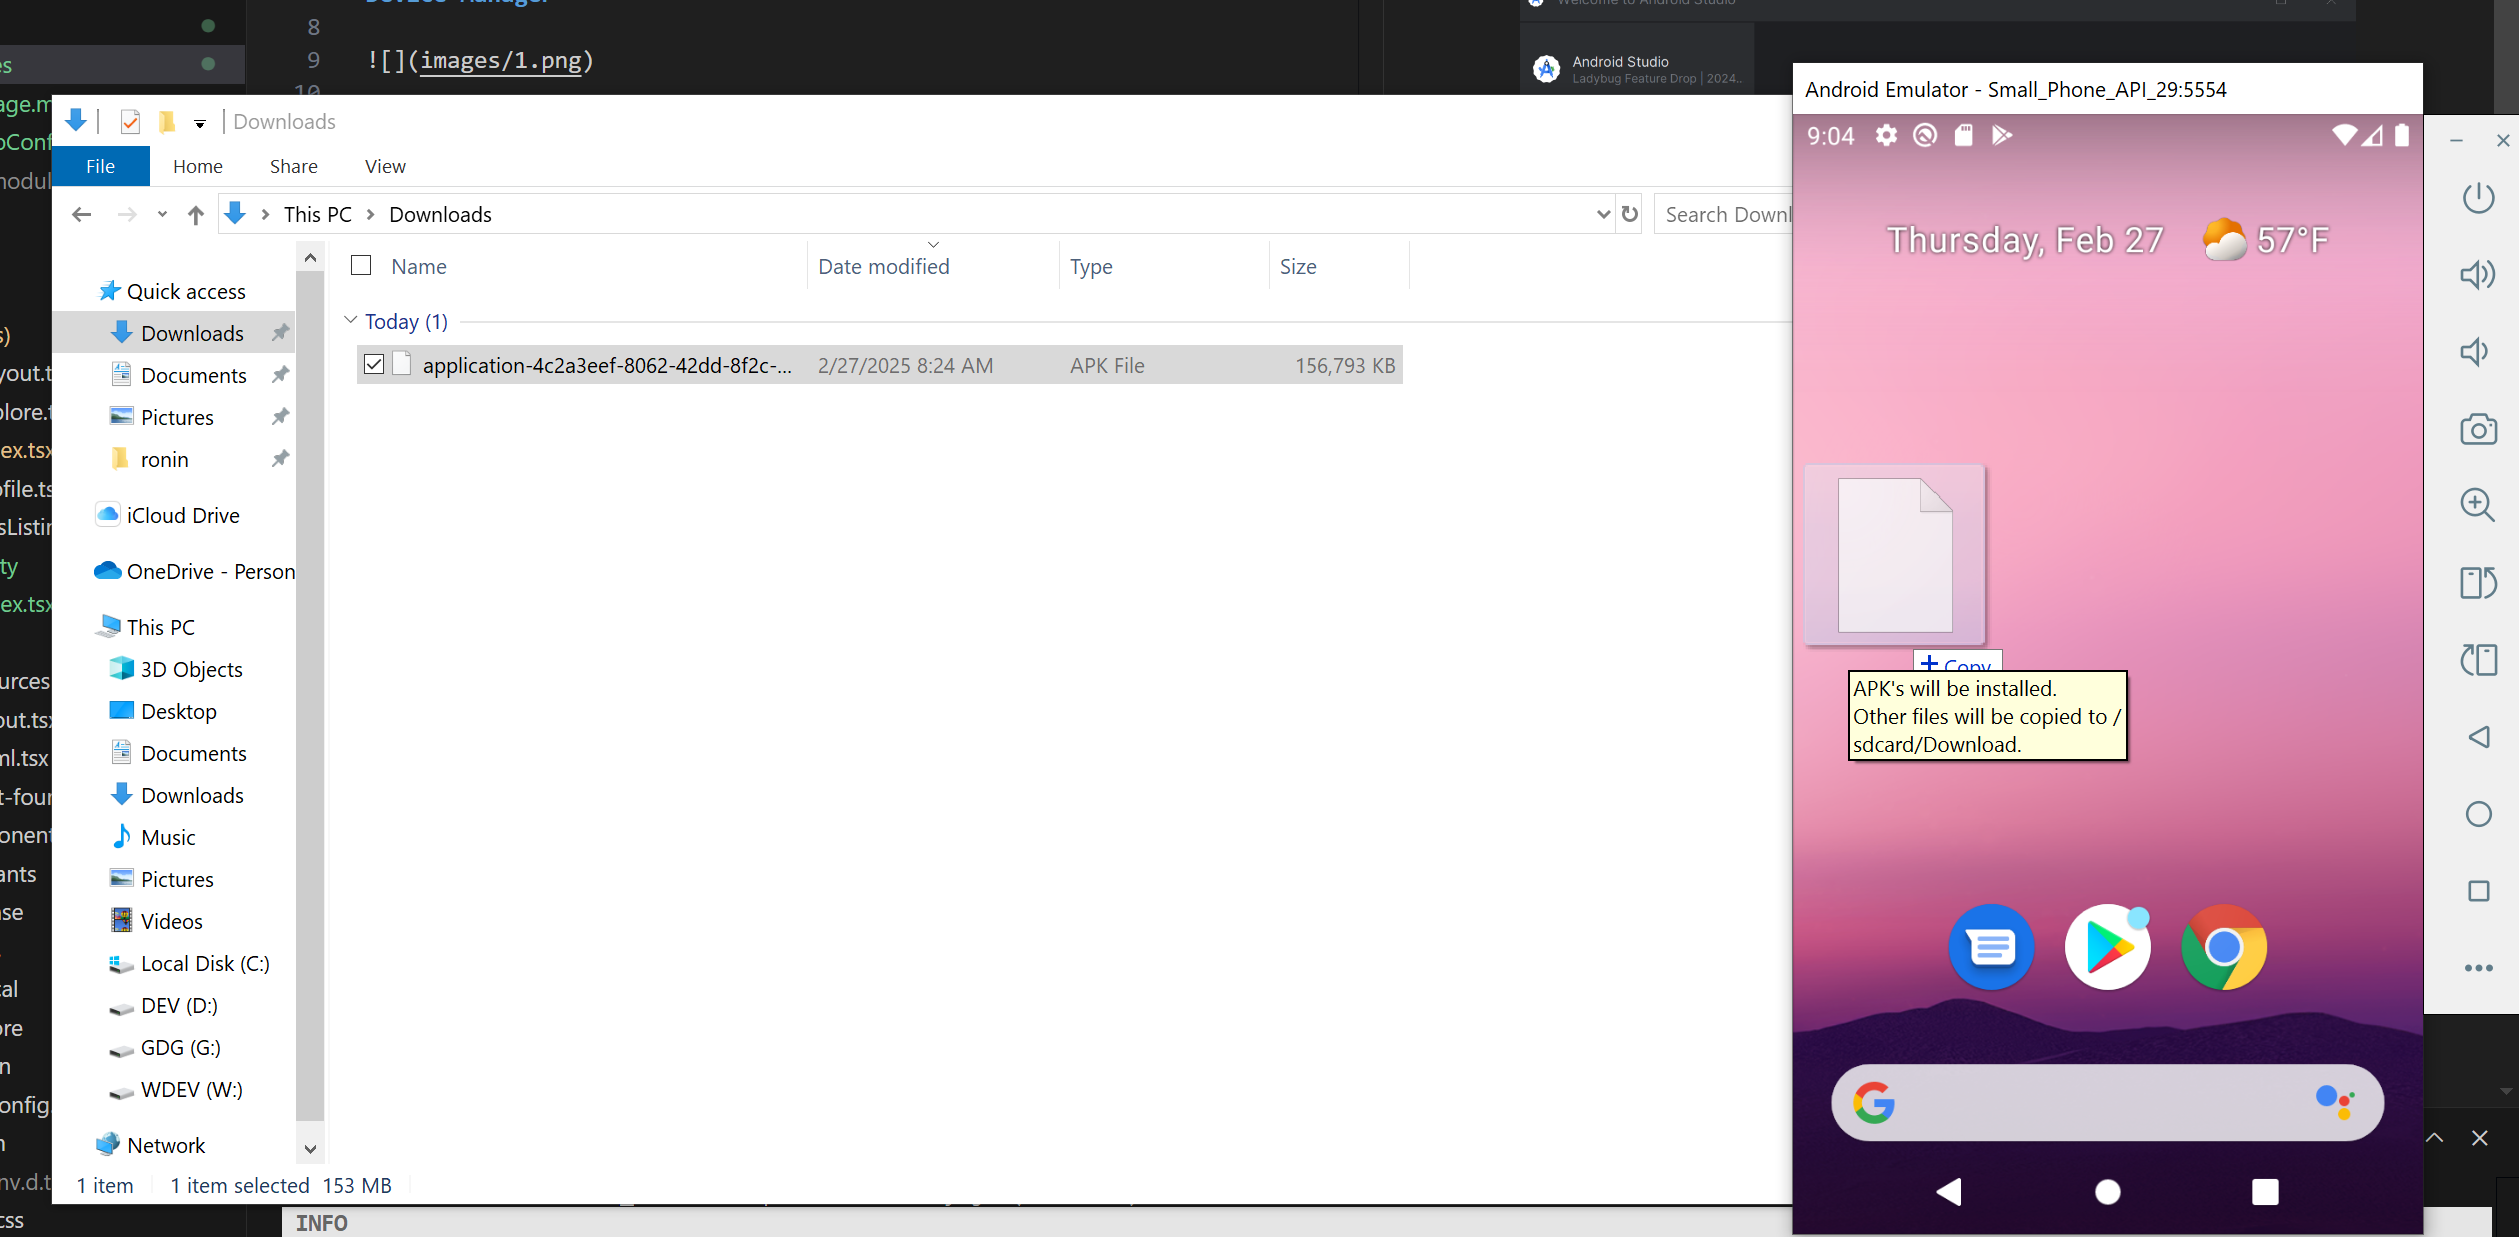 8
9
![](images/1.png)
10
Android Studio
Ladybug Feature Drop | 2024..
Downloads
File
Home
Share
View
This PC
Downloads
Search Downl
Name
Date modified
Type
Size
Today (1)
application-4c2a3eef-8062-42dd-8f2c-...
2/27/2025 8:24 AM
APK File
156,793 KB
Quick access
Downloads
Documents
Pictures
ronin
iCloud Drive
OneDrive - Person
This PC
3D Objects
Desktop
Documents
Downloads
Music
Pictures
Videos
Local Disk (C:)
DEV (D:)
GDG (G:)
WDEV (W:)
Network
1 item
1 item selected 153 MB
INFO
Android Emulator - Small_Phone_API_29:5554
9:04
Thursday, Feb 27
57°F
Copy
APK's will be installed.
Other files will be copied to /
sdcard/Download.